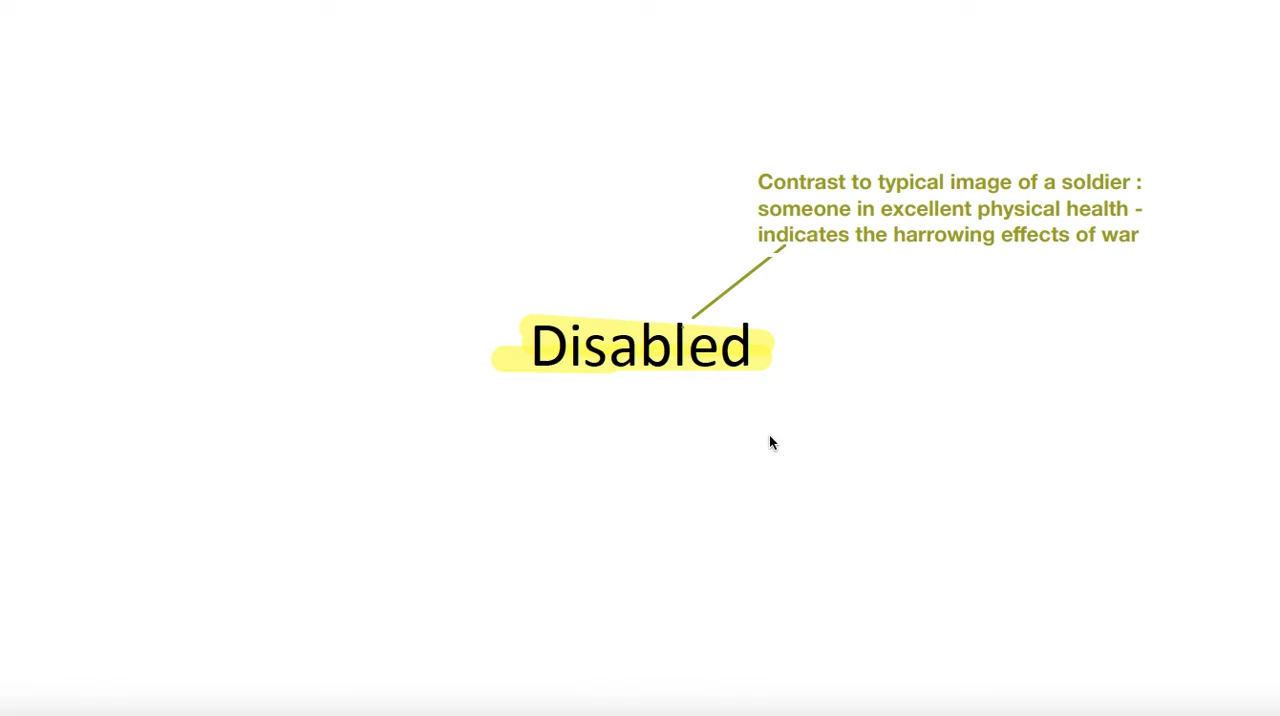 Contrast to typical image of a soldier :
someone in excellent physical health -
indicates the harrowing effects of war
Disabled